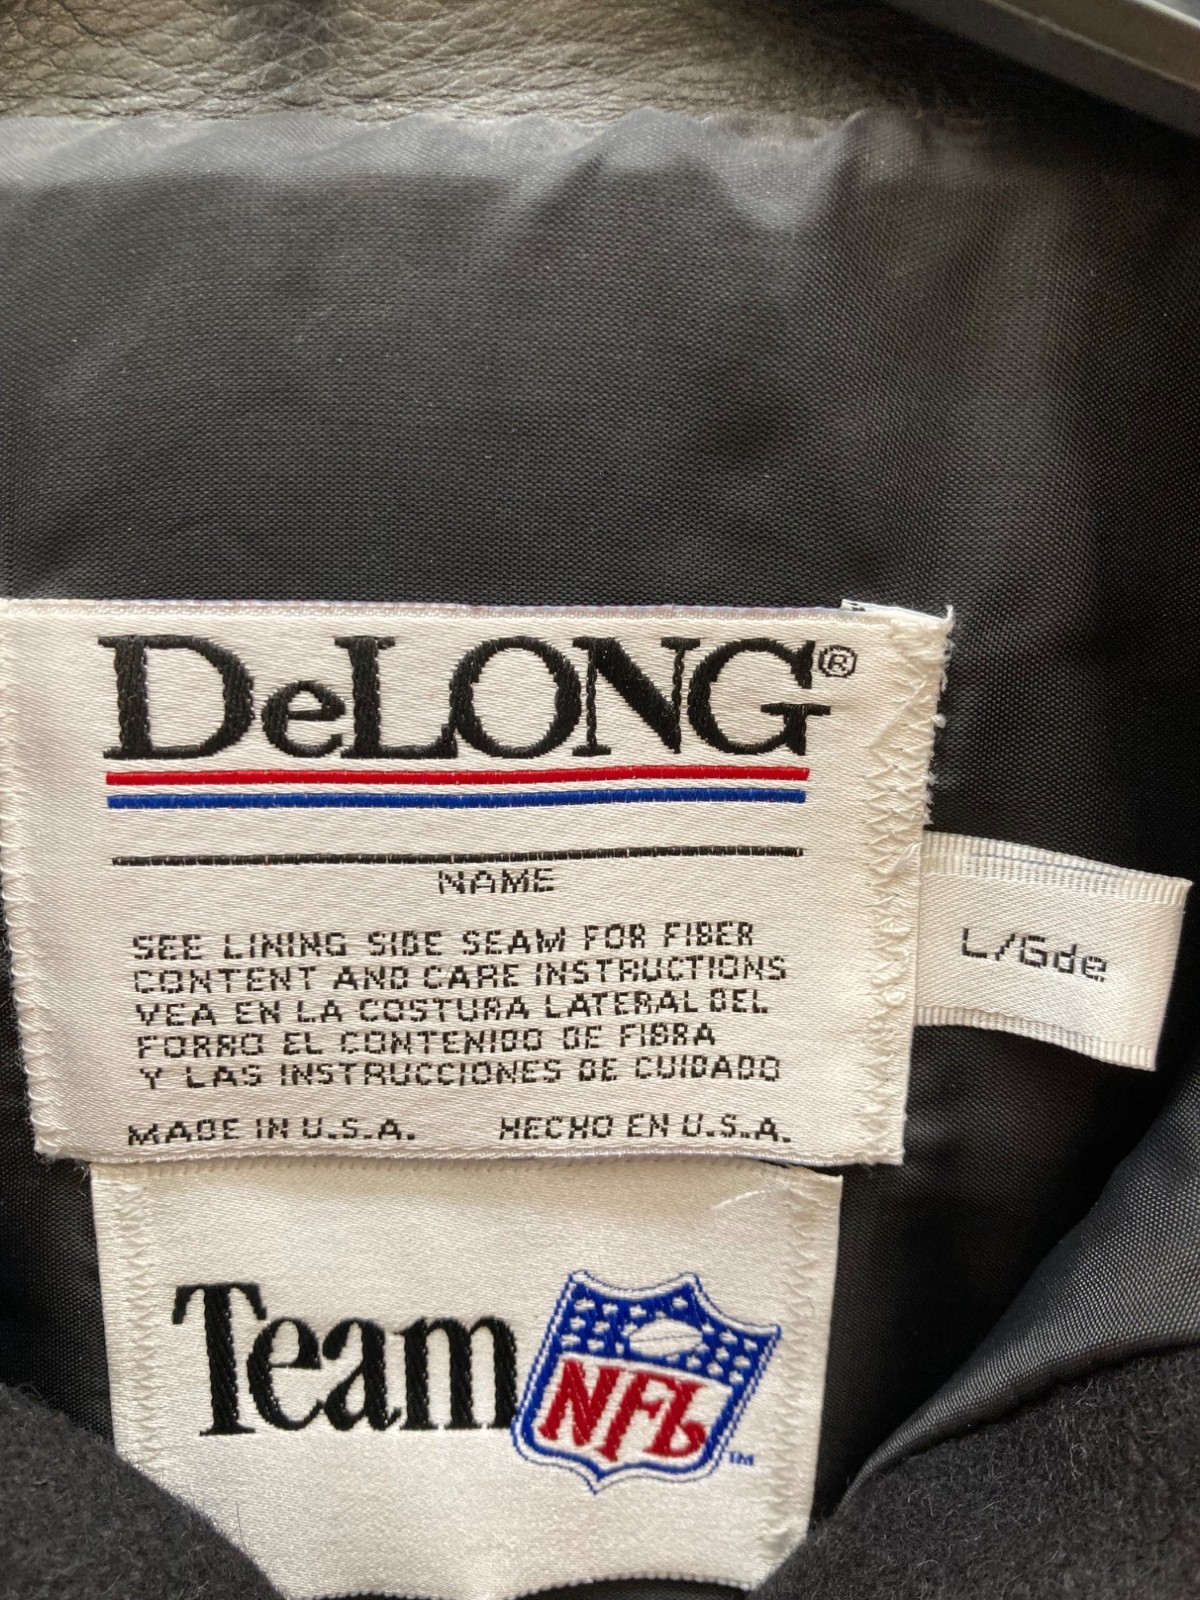 DeLONG®
NAME
SEE LINING SIDE SEAM FOR FIBER
CONTENT AND CARE INSTRUCTIONS
VEA EN LA COSTURA LATERAL DEL
FORRO EL CONTENIDO DE FIBRA
Y LAS INSTRUCCIONES DE CUIDADO
MADE IN U.S.A. HECHO EN U.S.A.
L/Gde
Team NFL™